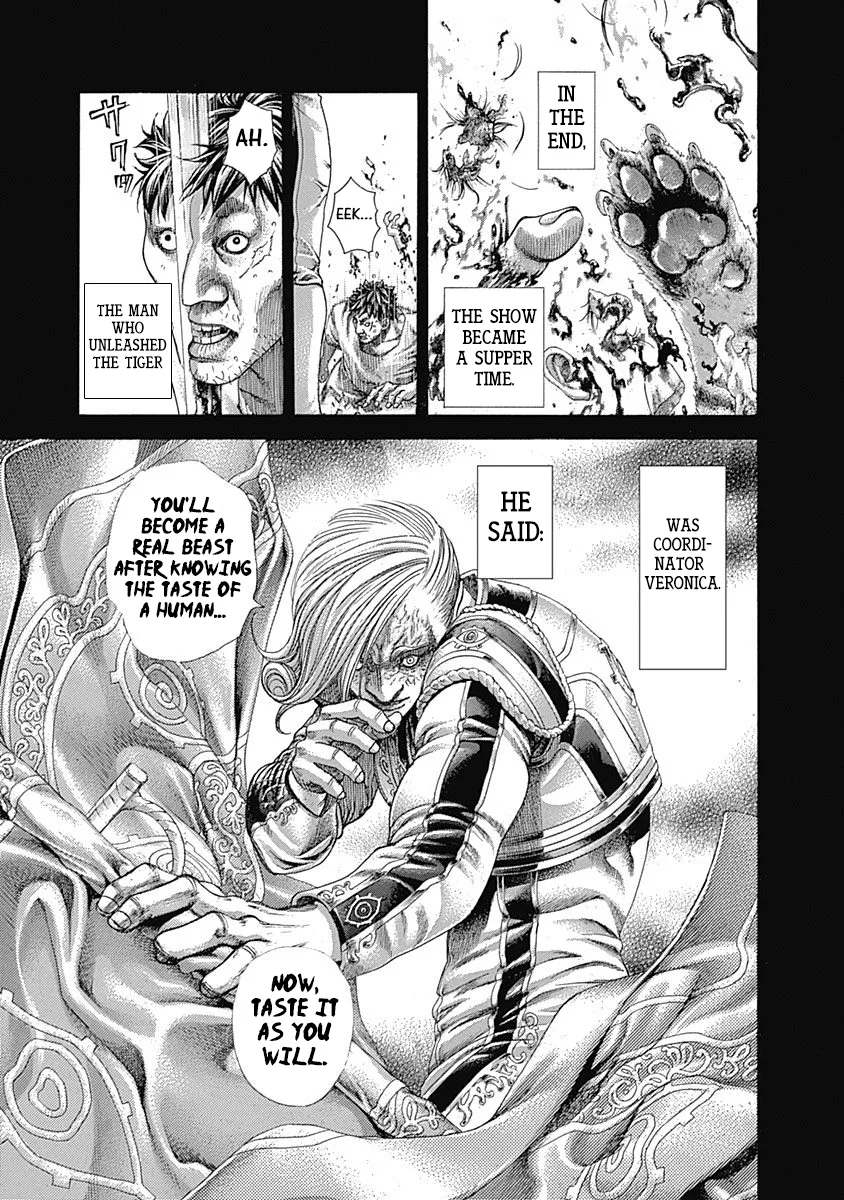 IN
THE
END,
THE SHOW
BECAME
A SUPPER
TIME.
EEK...
AH.
ザクッ
THE MAN
WHO
UNLEASHED
THE TIGER
WAS
COORDI-
NATOR
VERONICA.
HE
SAID:
YOU'LL
BECOME A
REAL BEAST
AFTER KNOWING
THE TASTE OF
A HUMAN...
NOW,
TASTE IT
AS YOU
WILL.